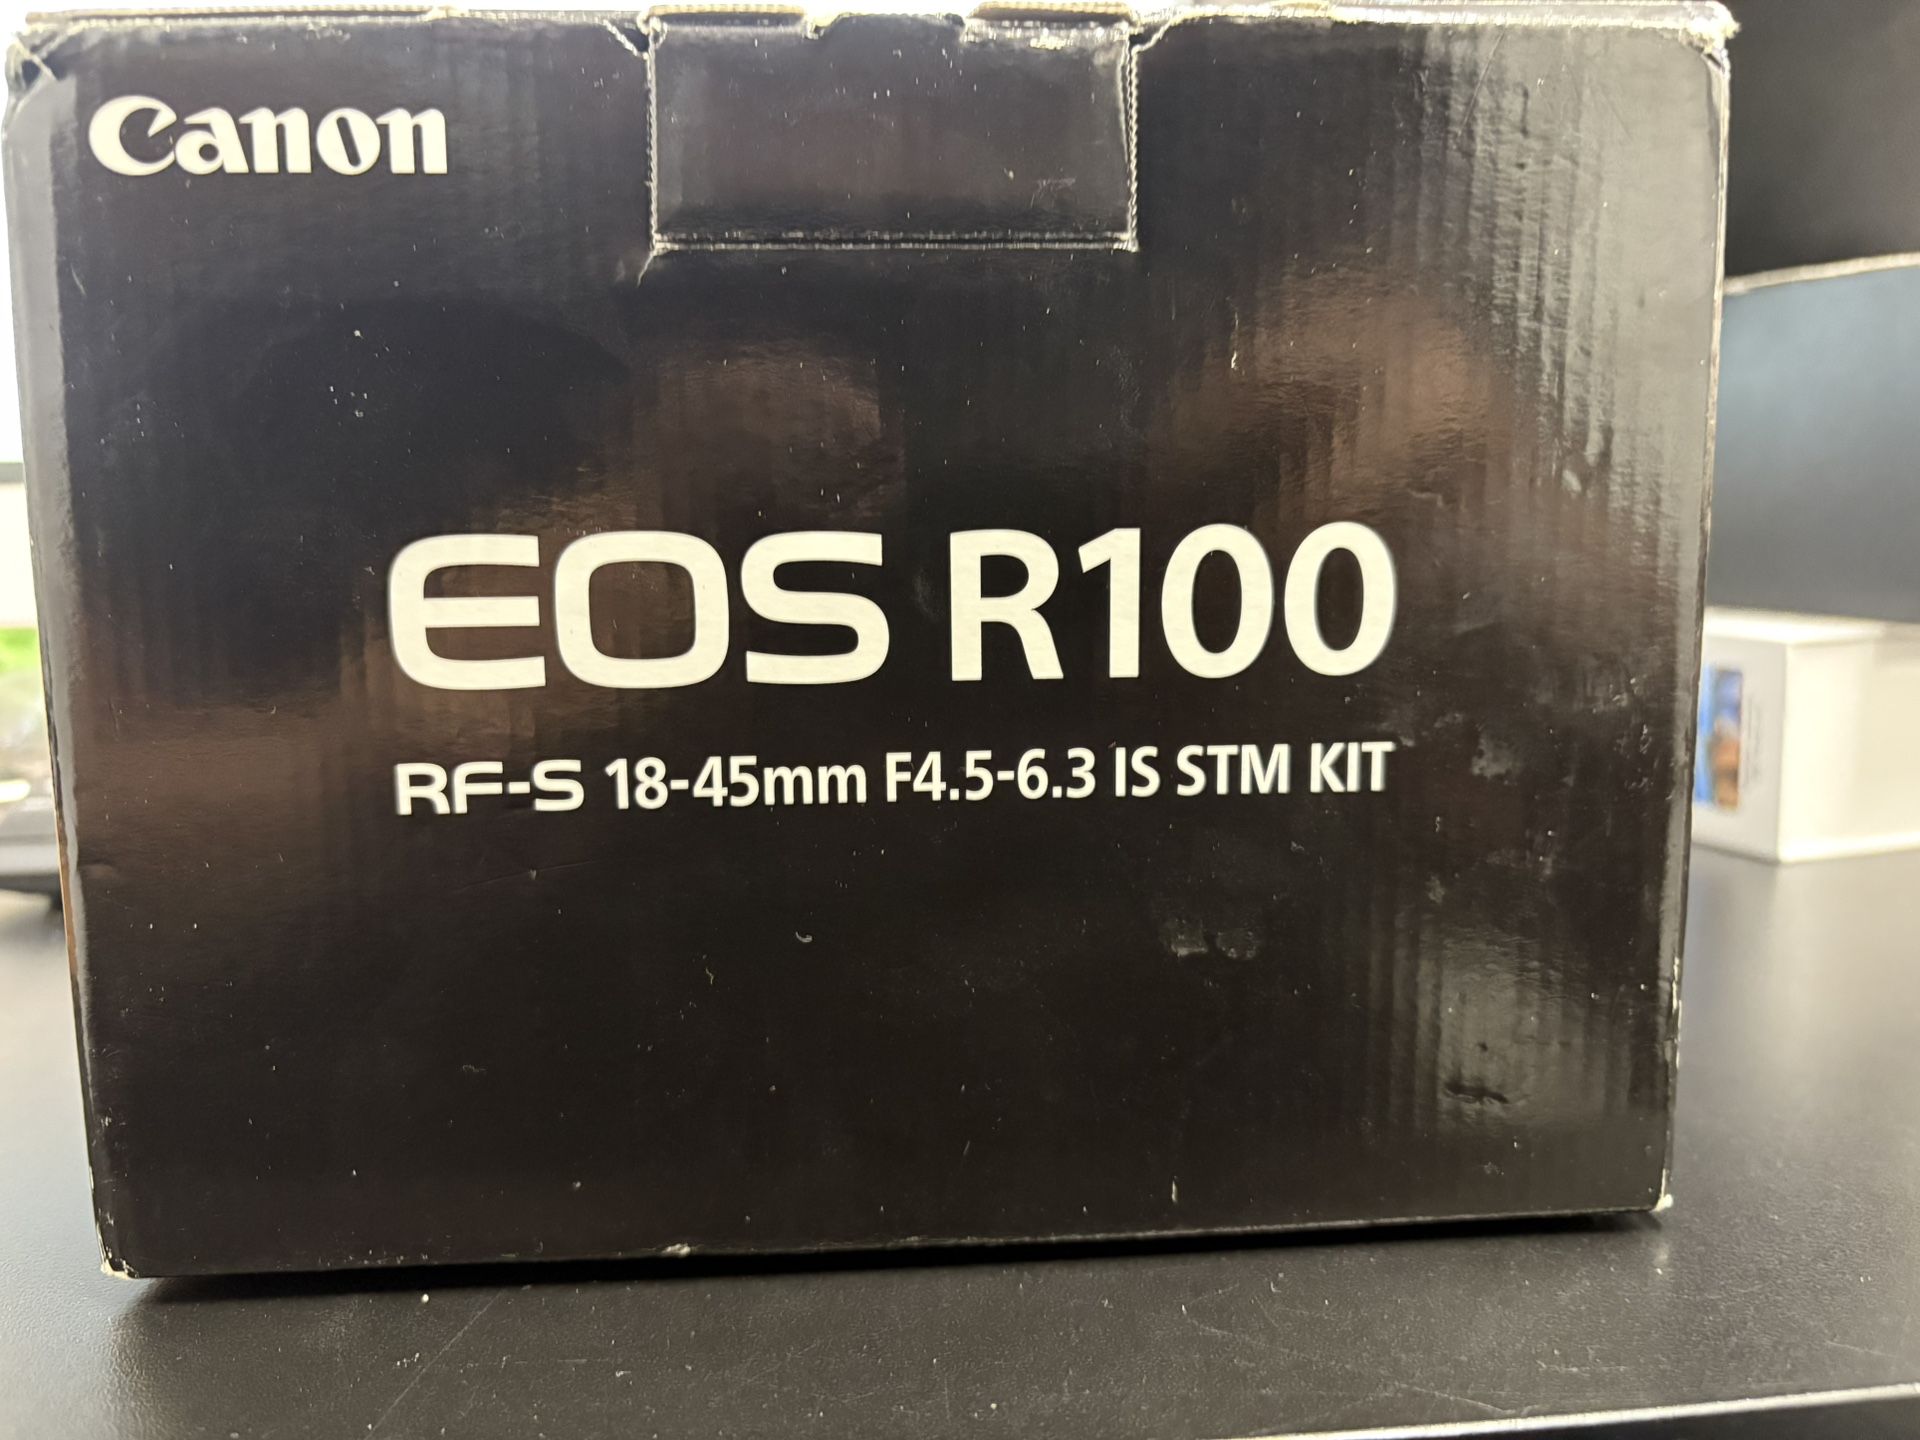 Canon
EOS R100
RF-S 18-45mm F4.5-6.3 IS STM KIT